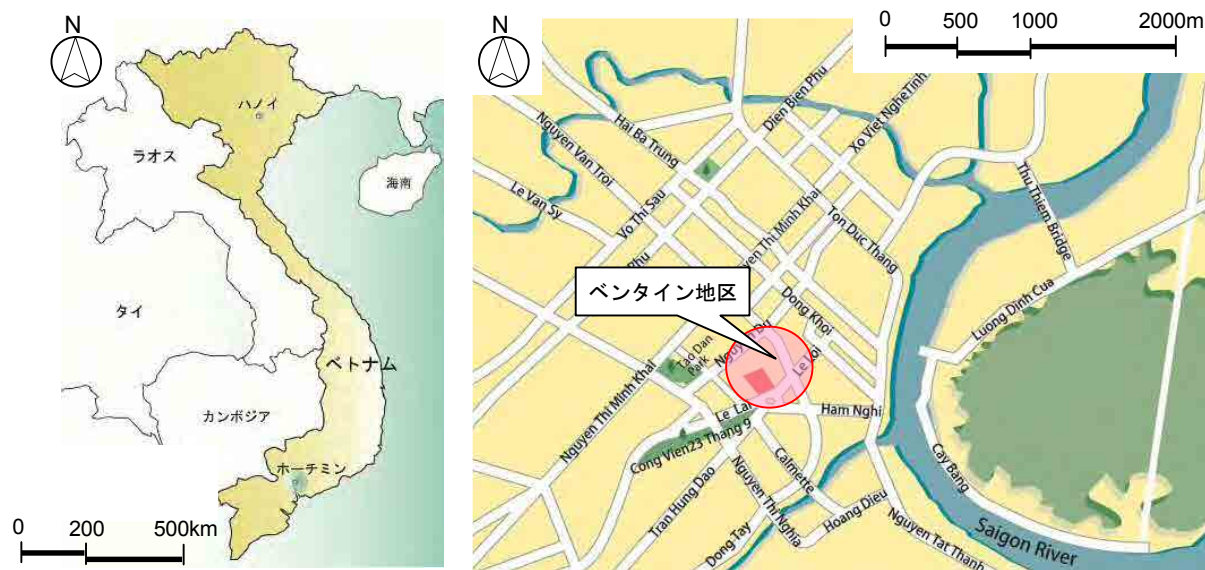 N
ハノイ
ラオス
海南
タイ
ベトナム
カンボジア
ホーチミン
0 200 500km
N
0 500 1000 2000m
Dien Bien Phu
Hai Ba Trung
Xo Viet NgheTinh
Nguyen Van Troi
Le Van Sy
Vo Thi Sau
Thu Thiem Bridge
Ton Duc Thang
Nguyen Thi Minh Khai
Phu
ベンタイン地区
Dong Khoi
Luong Dinh Cua
Nguyen Du
Tao Dan
Park
Le Loi
Nguyen Thi Minh Khai
Le Lai
Ham Nghi
Cong Vien23 Thang 9
Calmette
Cay Bang
Tran Hung Dao
Nguyen Thi Nghia
Hoang Dieu
Dong Tay
Nguyen Tat Thanh
Saigon River